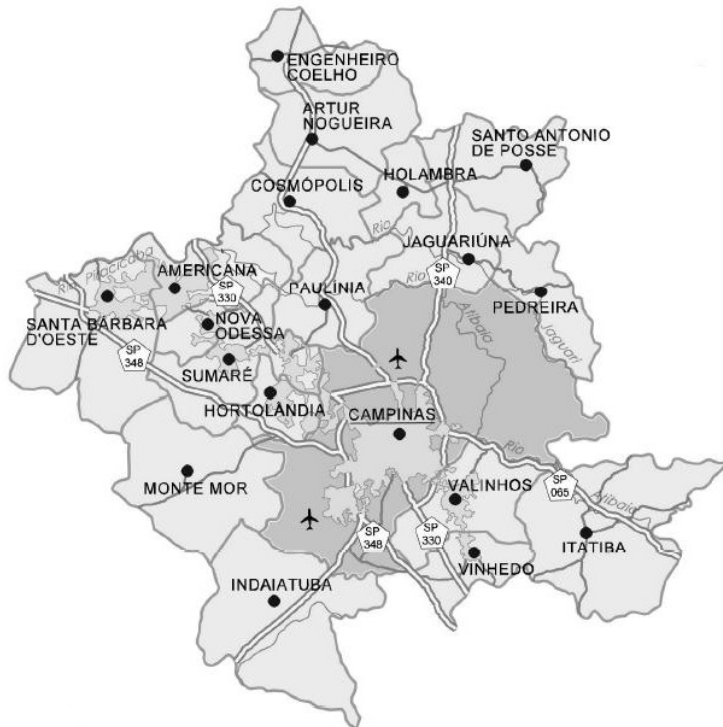 ENGENHEIRO
COELHO
ARTUR
NOGUEIRA
SANTO ANTONIO
DE POSSE
HOLAMBRA
COSMÓPOLIS
Rio
JAGUARIÚNA
Rio
SP
340
Rio
Piracicaba
AMERICANA
SP
330
PAULÍNIA
PEDREIRA
Atibaia
Jaguari
SANTA BÁRBARA
D'OESTE
NOVA
ODESSA
SP
348
SUMARÉ
HORTOLÂNDIA
CAMPINAS
Rio
MONTE MOR
VALINHOS
SP
065
Atibaia
SP
348
SP
330
ITATIBA
VINHEDO
INDAIATUBA